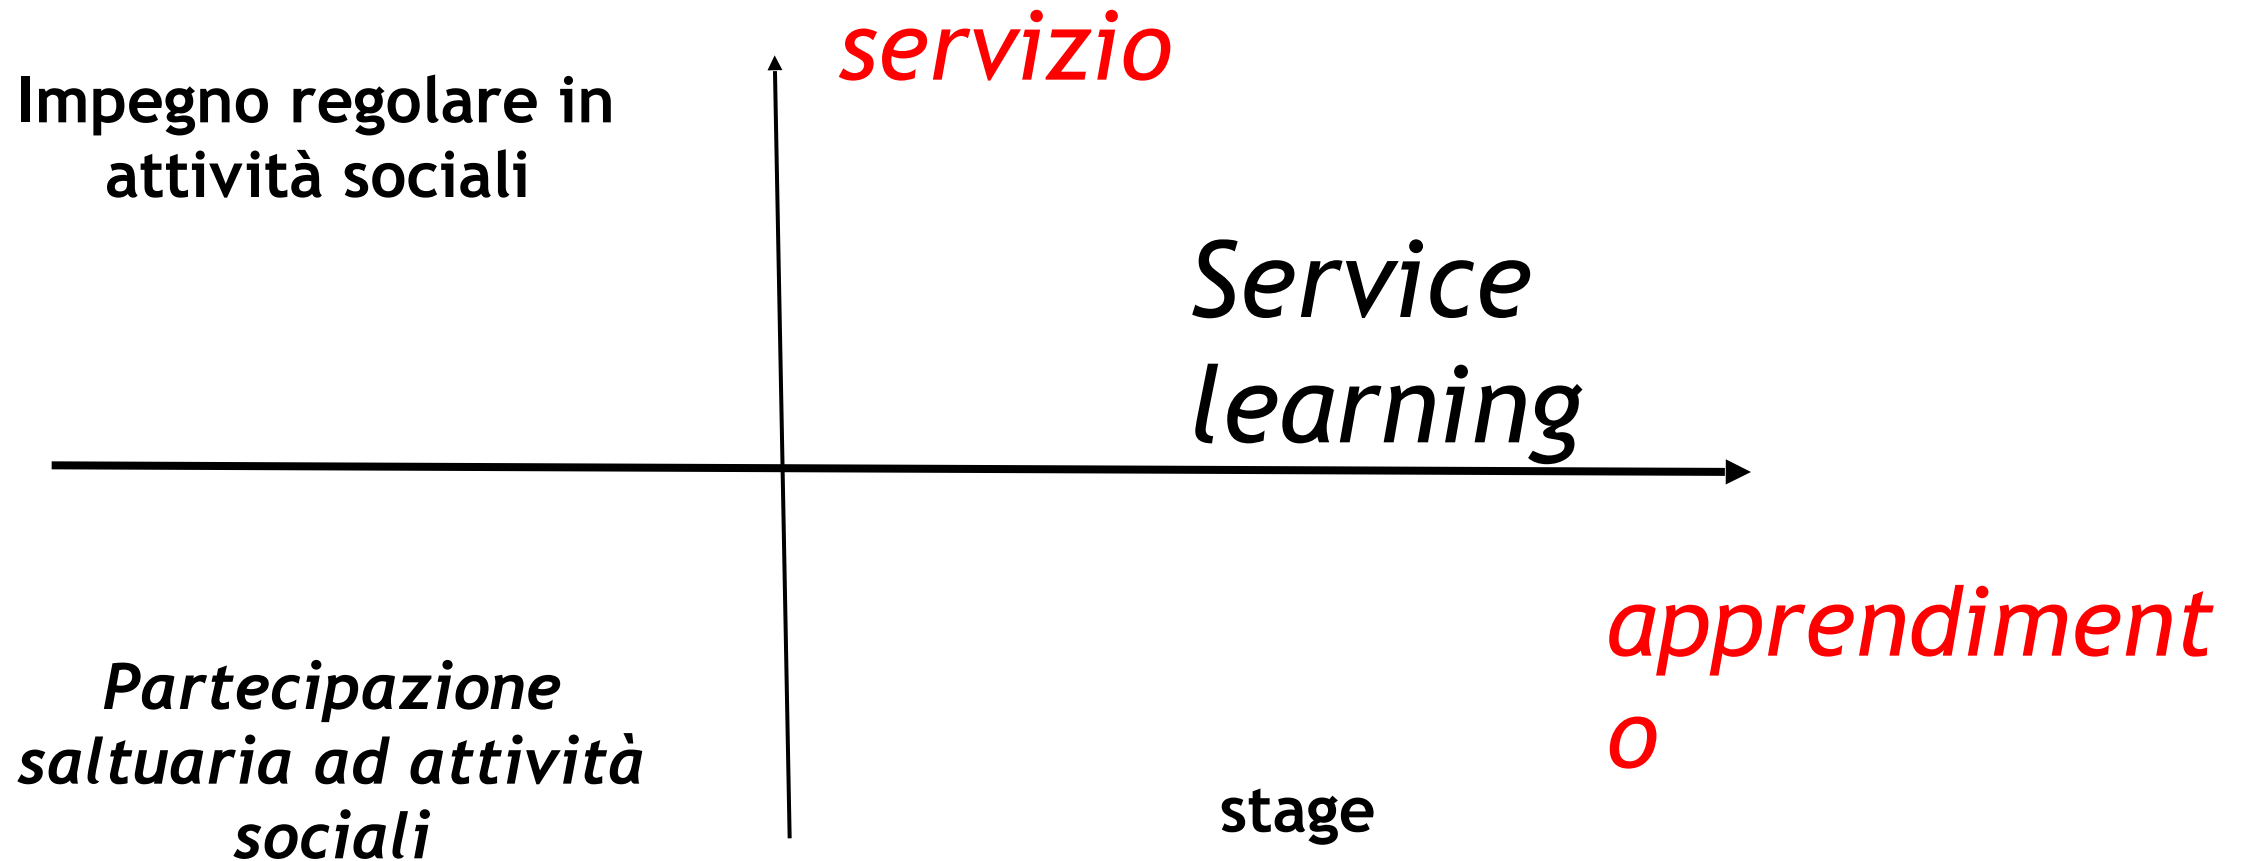 servizio
Impegno regolare in
attività sociali
Service
learning
apprendiment
o
Partecipazione
saltuaria ad attività
sociali
stage